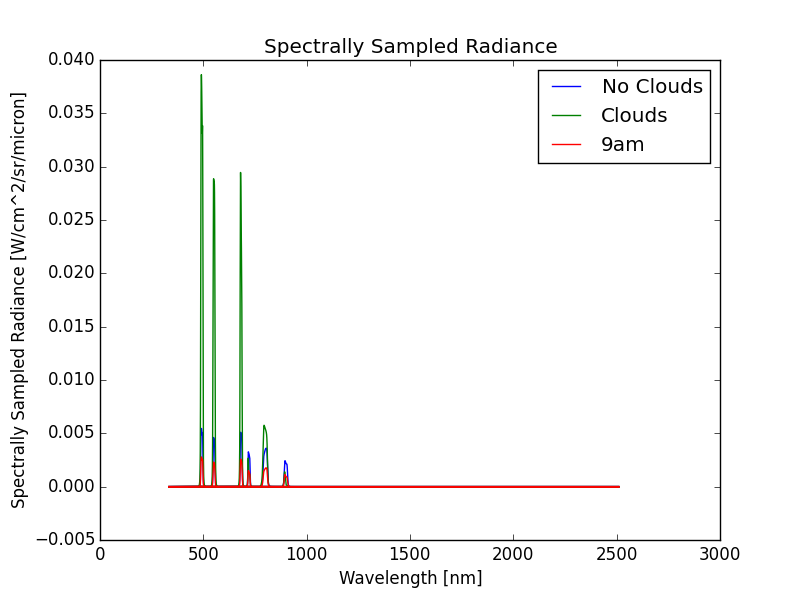 Spectrally Sampled Radiance
No Clouds
Clouds
9am
Spectrally Sampled Radiance [W/cm^2/sr/micron]
0.040
0.035
0.030
0.025
0.020
0.015
0.010
0.005
0.000
−0.005
0 500 1000 1500 2000 2500 3000
Wavelength [nm]